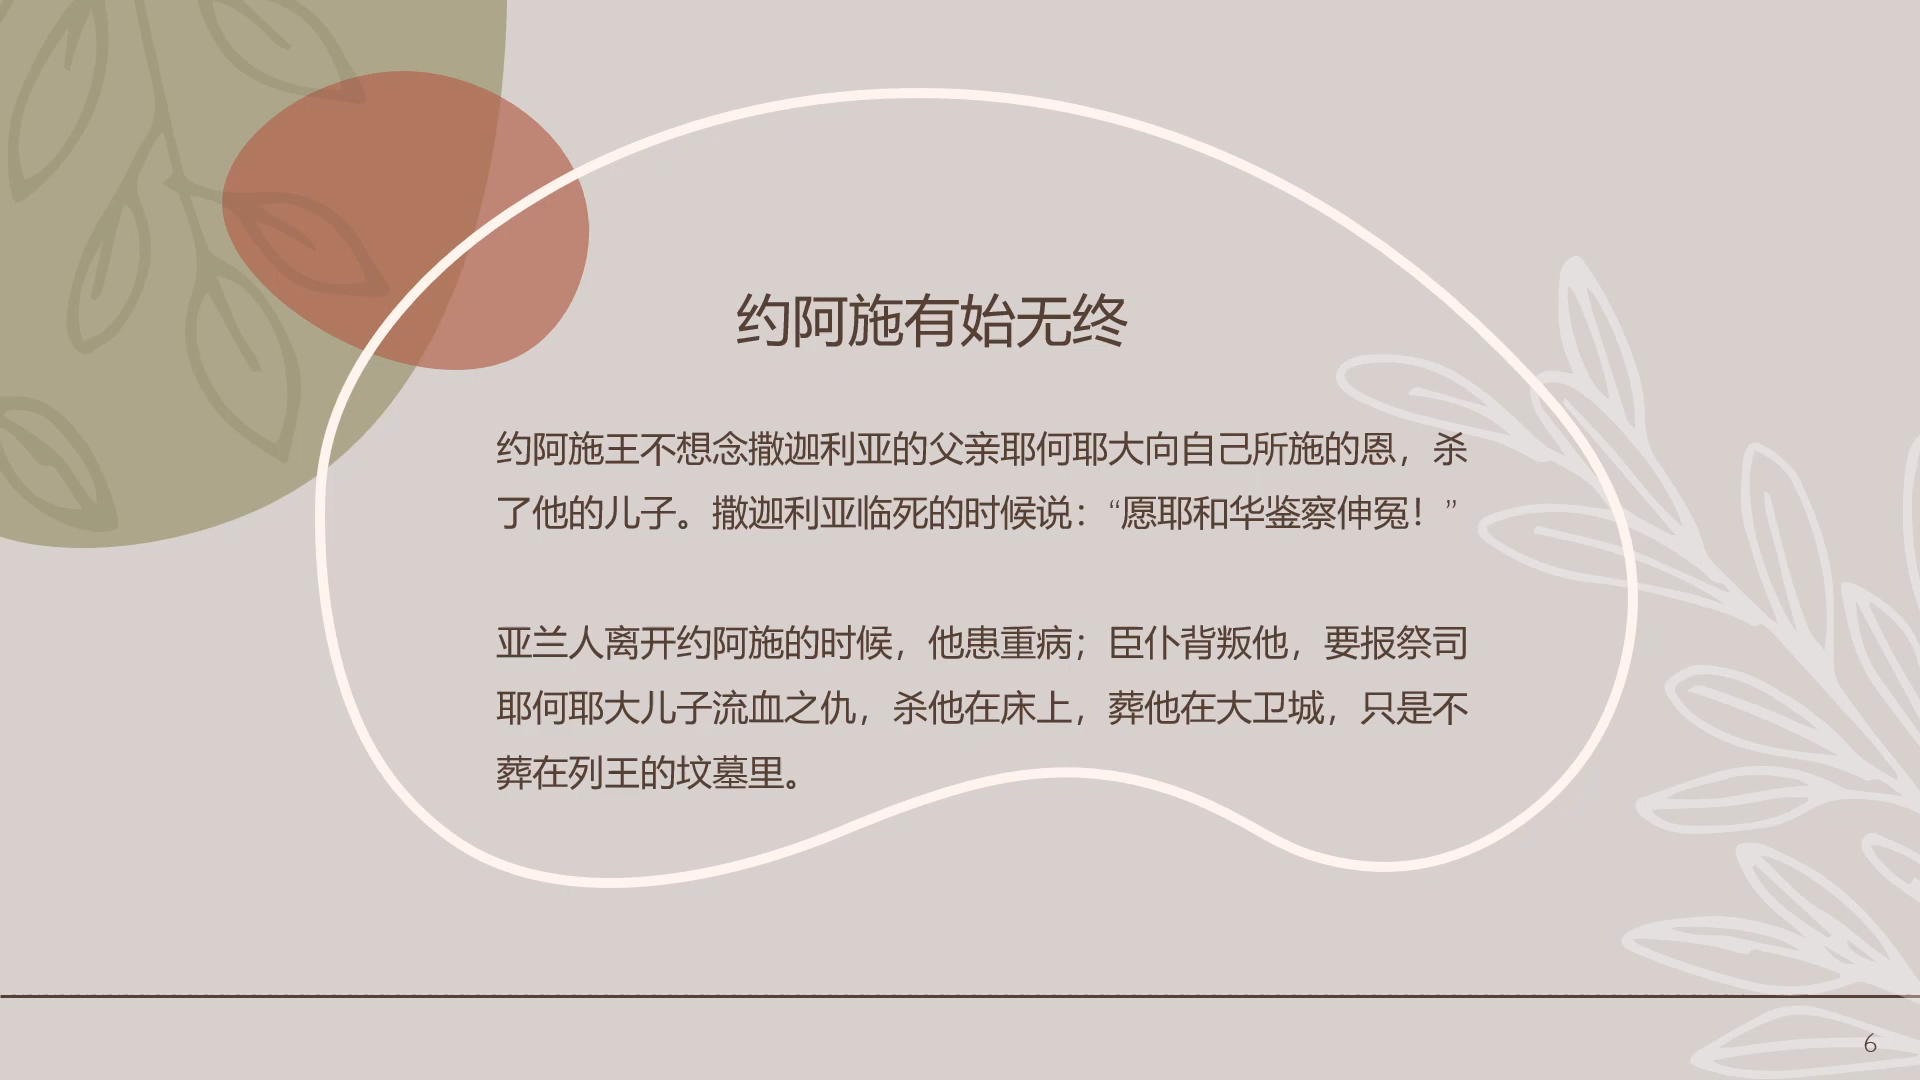 约阿施有始无终
约阿施王不想念撒迦利亚的父亲耶何耶大向自己所施的恩，杀
了他的儿子。撒迦利亚临死的时候说：“愿耶和华鉴察伸冤！”
亚兰人离开约阿施的时候，他患重病；臣仆背叛他，要报祭司
耶何耶大儿子流血之仇，杀他在床上，葬他在大卫城，只是不
葬在列王的坟墓里。
6